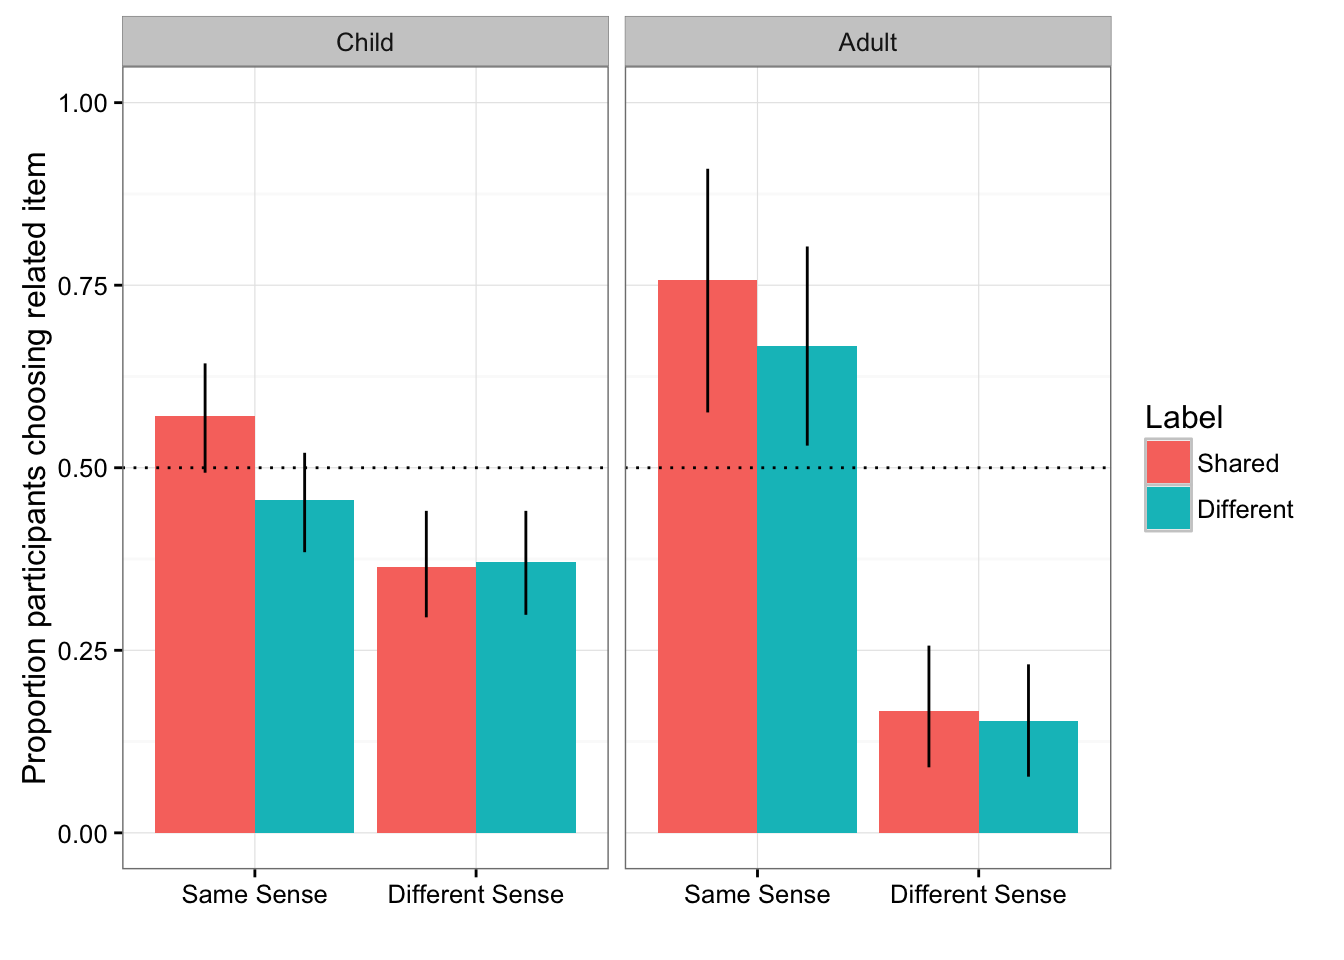 Child
Adult
Proportion participants choosing related item
1.00
0.75
0.50
0.25
0.00
Same Sense
Different Sense
Same Sense
Different Sense
Label
Shared
Different